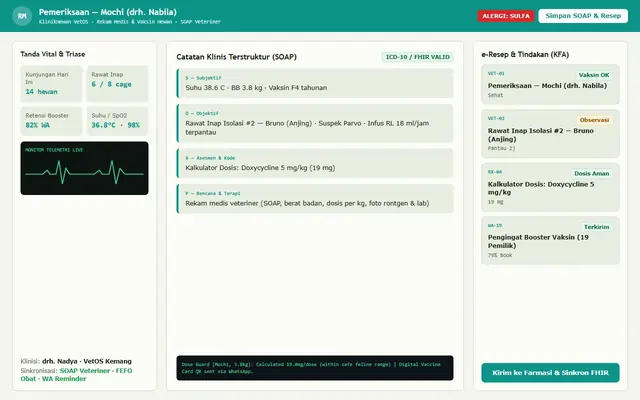 RM
Pemeriksaan — Mochi (drh. Nabila)
Kliniknewan VetOS · Rekam Medis & Vaksin Hewan · SOAP Veteriner
ALERGI: SULFA
Simpan SOAP & Resep
Tanda Vital & Triase
Kunjungan Hari
Ini
14 hewan
Rawat Inap
6 / 8 cage
Retensi Booster
82% WA
Suhu / SpO2
36.8°C · 98%
MONITOR TELEMETRI LIVE
Klinisi: drh. Nadya · VetOS Kemang
Sinkronisasi: SOAP Veteriner · FEFO
Obat · WA Reminder
Catatan Klinis Terstruktur (SOAP)
ICD-10 / FHIR VALID
S — Subjektif
Suhu 38.6 C · BB 3.8 kg · Vaksin F4 tahunan
O — Objektif
Rawat Inap Isolasi #2 — Bruno (Anjing) · Suspek Parvo · Infus RL 18 ml/jam
terpantau
A — Asesmen & Kode
Kalkulator Dosis: Doxycycline 5 mg/kg (19 mg)
P — Rencana & Terapi
Rekam medis veteriner (SOAP, berat badan, dosis per kg, foto rontgen & lab)
Dose Guard [Mochi, 3.8kg]: Calculated 19.0mg/dose (within safe feline range) | Digital Vaccine
Card QR sent via WhatsApp.
e-Resep & Tindakan (KFA)
VET-01
Vaksin OK
Pemeriksaan — Mochi (drh. Nabila)
Sehat
VET-02
Observasi
Rawat Inap Isolasi #2 — Bruno
(Anjing)
Pantau 2j
RX-04
Dosis Aman
Kalkulator Dosis: Doxycycline 5
mg/kg
19 mg
WA-19
Terkirim
Pengingat Booster Vaksin (19
Pemilik)
79% Book
Kirim ke Farmasi & Sinkron FHIR